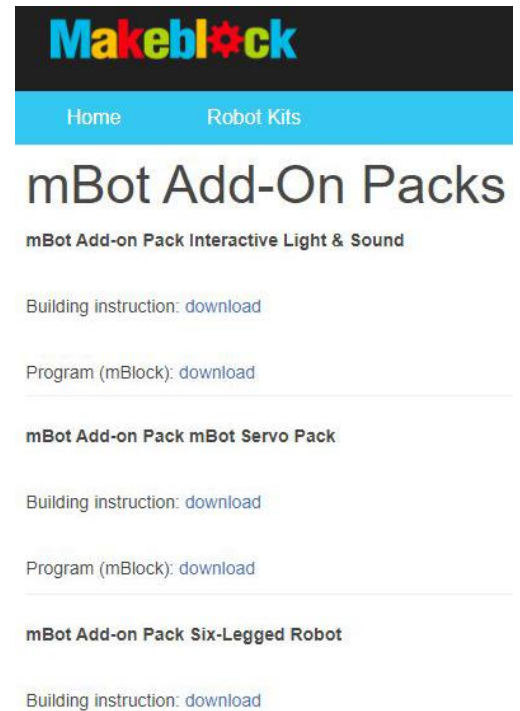 Makeblock
Home Robot Kits
mBot Add-On Packs
mBot Add-on Pack Interactive Light & Sound
Building instruction: download
Program (mBlock): download
mBot Add-on Pack mBot Servo Pack
Building instruction: download
Program (mBlock): download
mBot Add-on Pack Six-Legged Robot
Building instruction: download